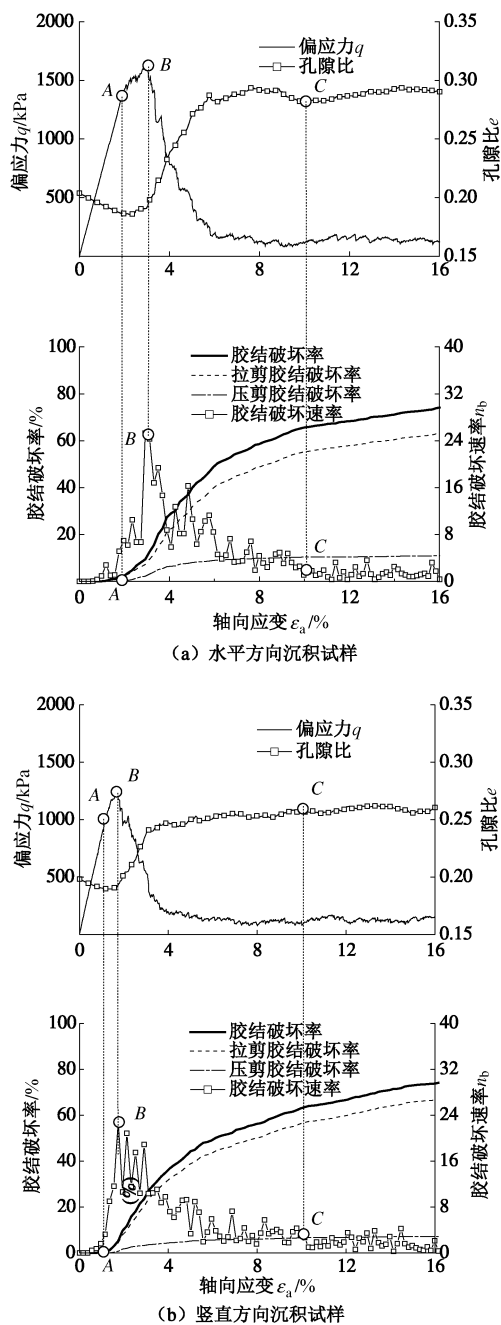 2000
1500
1000
500
偏应力q/kPa
0.35
0.30
0.25
0.20
0.15
孔隙比e
偏应力q
孔隙比
A
B
C
0 4 8 12 16
100
80
60
40
20
胶结破坏率/%
40
32
24
16
8
0
胶结破坏速率nb
胶结破坏率
拉剪胶结破坏率
压剪胶结破坏率
胶结破坏速率
B
A
C
0 4 8 12 16
轴向应变εa/%
(a) 水平方向沉积试样
2000
1500
1000
500
偏应力q/kPa
0.35
0.30
0.25
0.20
0.15
孔隙比e
偏应力q
孔隙比
A
B
C
0 4 8 12 16
100
80
60
40
20
0
胶结破坏率/%
40
32
24
16
8
0
胶结破坏速率nb
胶结破坏率
拉剪胶结破坏率
压剪胶结破坏率
胶结破坏速率
B
(%)
A
C
0 4 8 12 16
轴向应变εa/%
(b) 竖直方向沉积试样